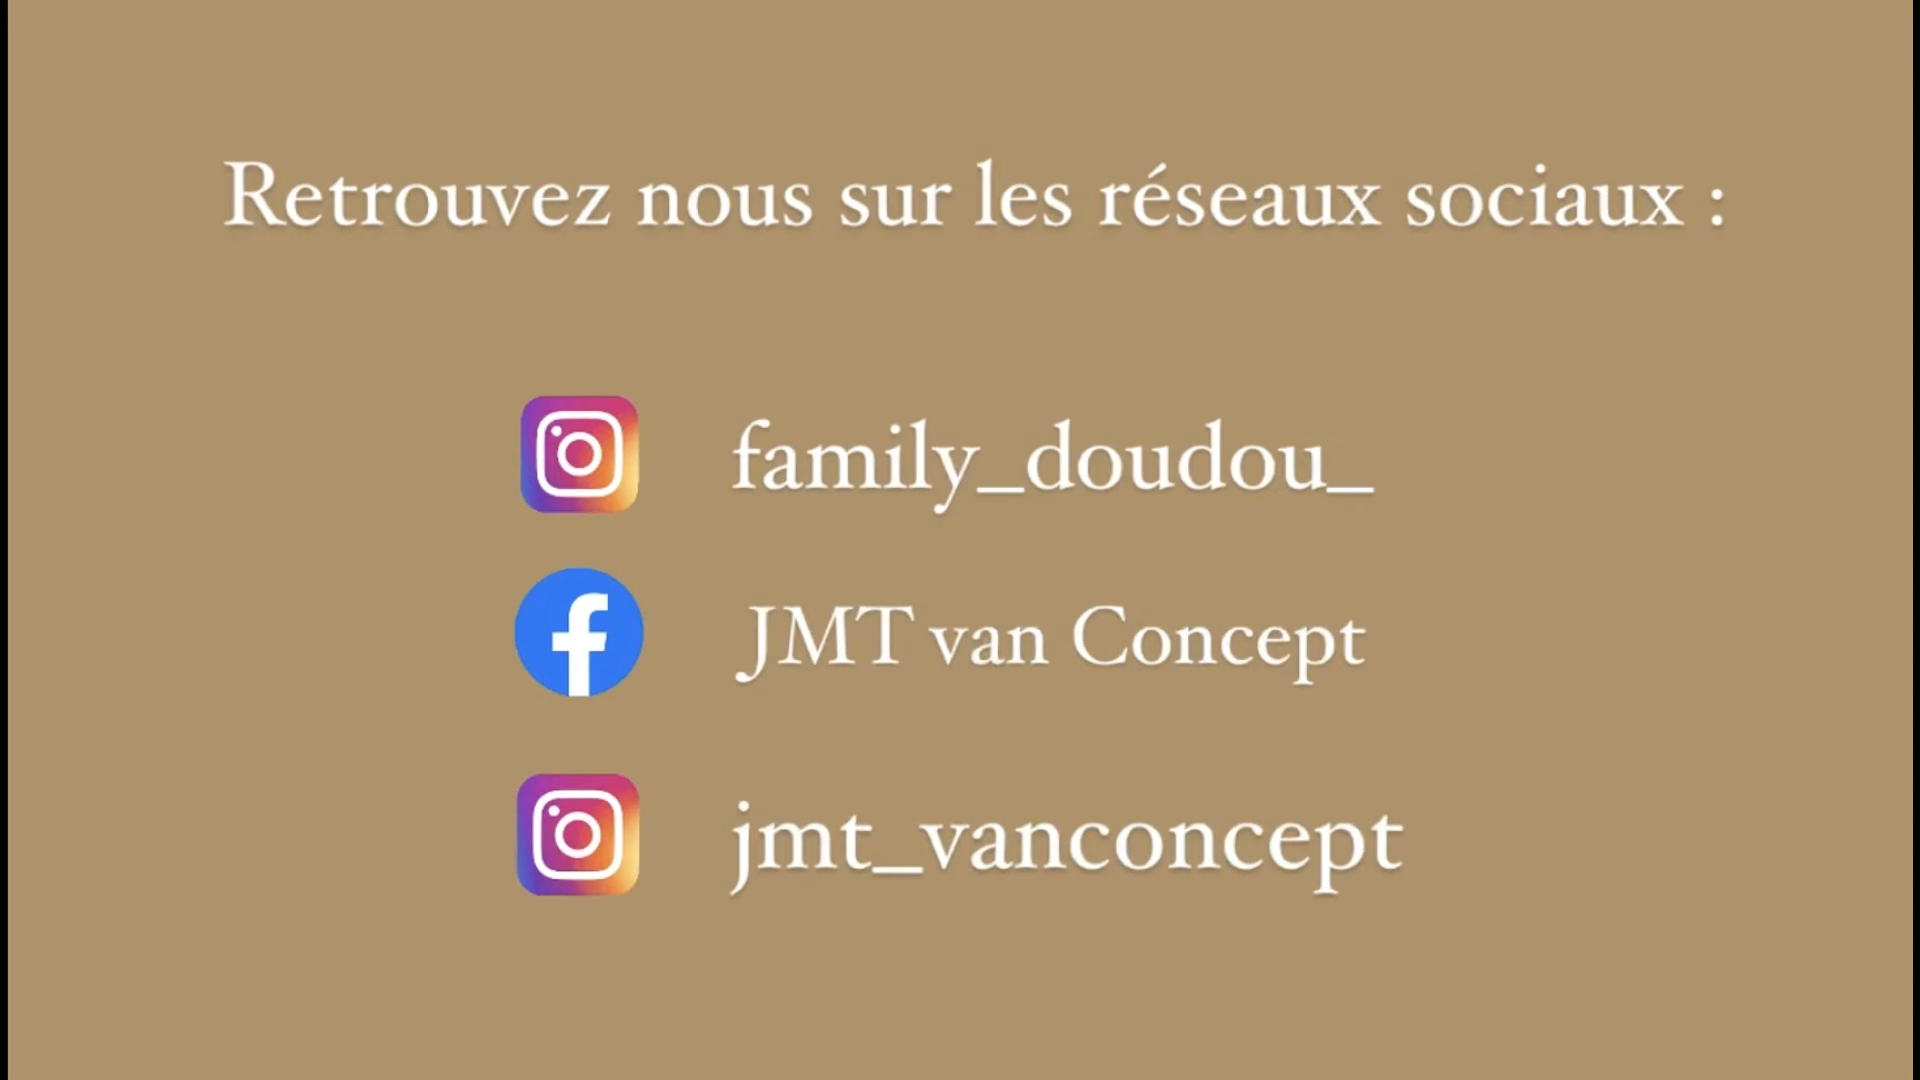 Retrouvez nous sur les réseaux sociaux :
family_doudou_
JMT van Concept
jmt_vanconcept